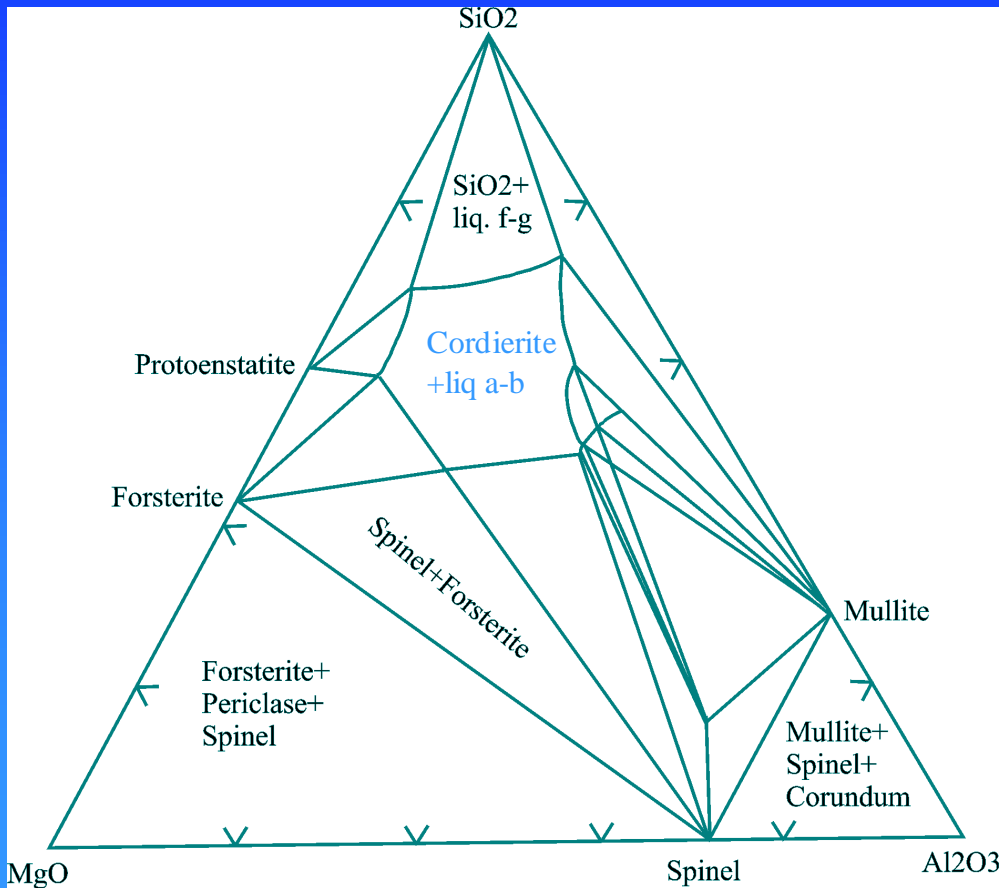 SiO2
SiO2+
liq. f-g
Cordierite
+liq a-b
Protoenstatite
Forsterite
Spinel+Forsterite
Mullite
Forsterite+
Periclase+
Spinel
Mullite+
Spinel+
Corundum
MgO
Spinel
Al2O3